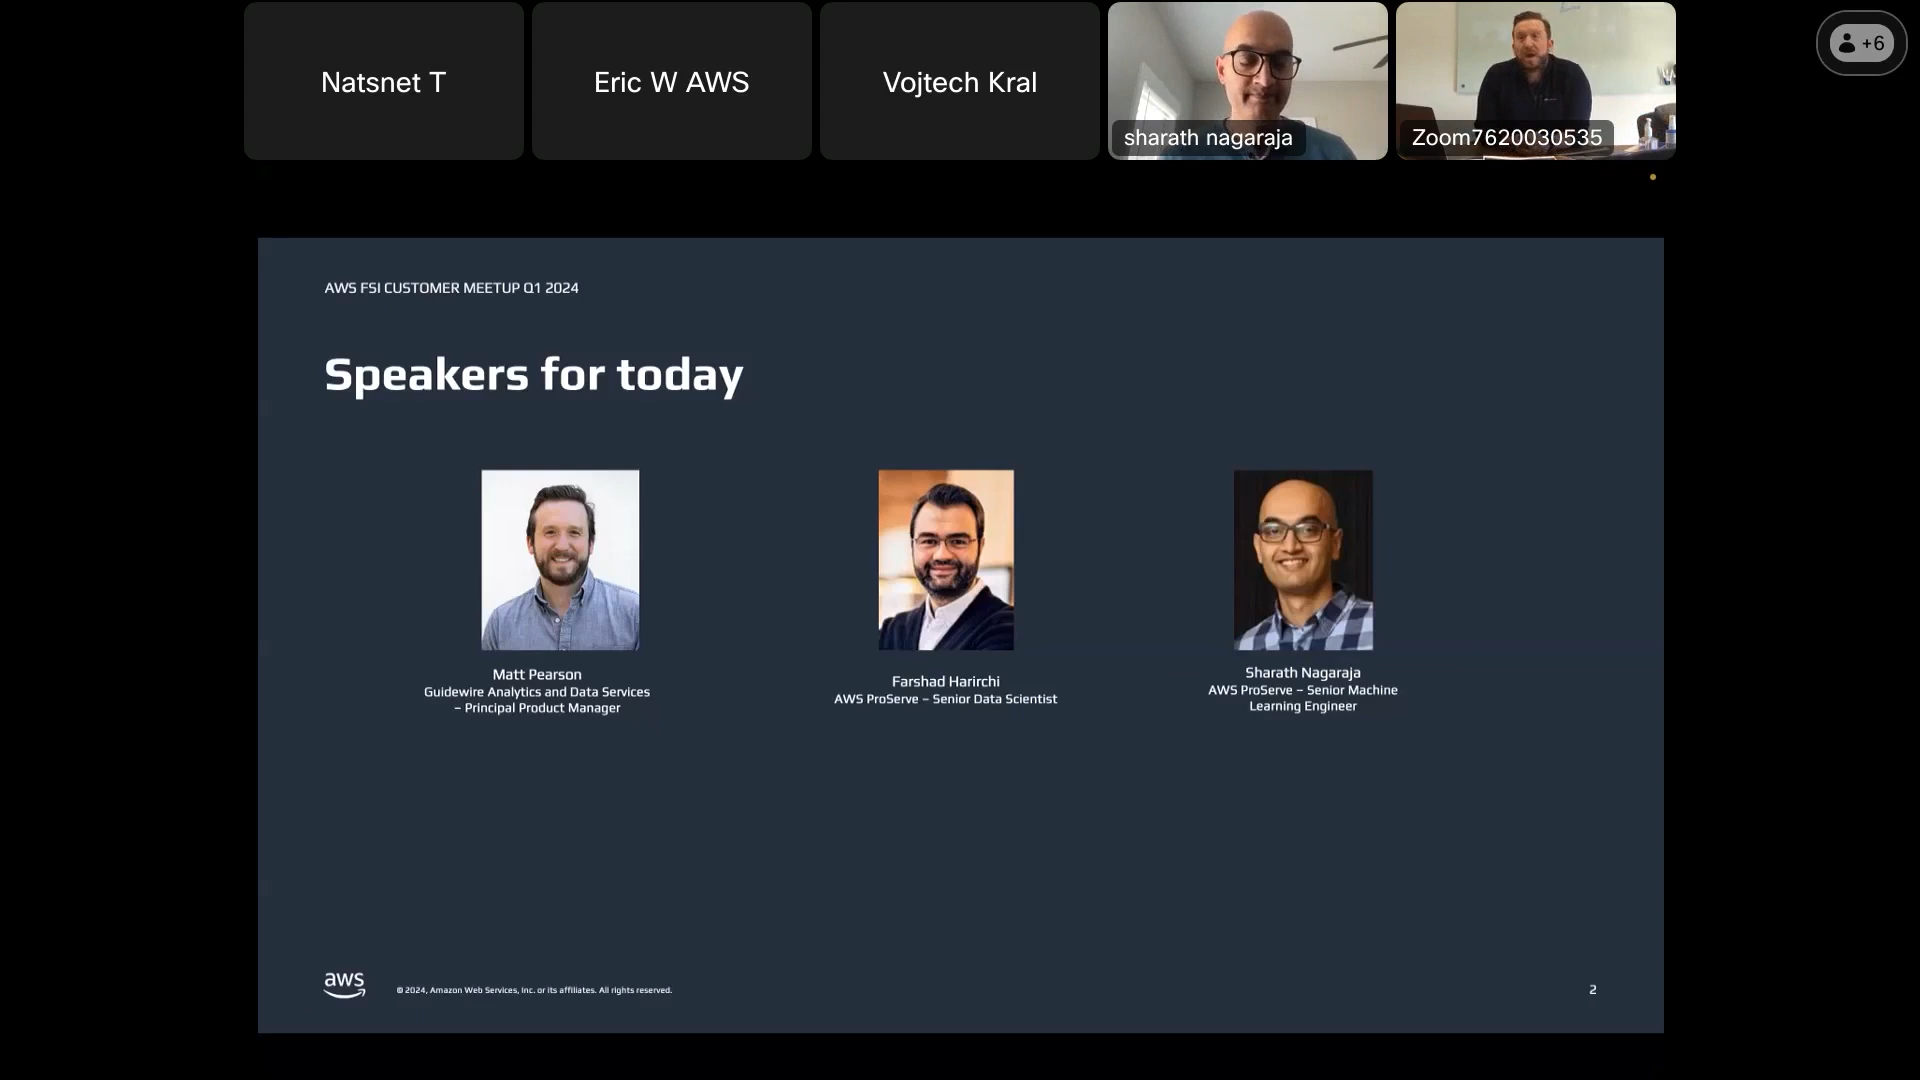 Natsnet T
Eric W AWS
Vojtech Kral
sharath nagaraja
Zoom7620030535
+6
AWS FSI CUSTOMER MEETUP Q1 2024
Speakers for today
Matt Pearson
Guidewire Analytics and Data Services
– Principal Product Manager
Farshad Harirchi
AWS ProServe – Senior Data Scientist
Sharath Nagaraja
AWS ProServe – Senior Machine
Learning Engineer
aws
© 2024, Amazon Web Services, Inc. or its affiliates. All rights reserved.
2